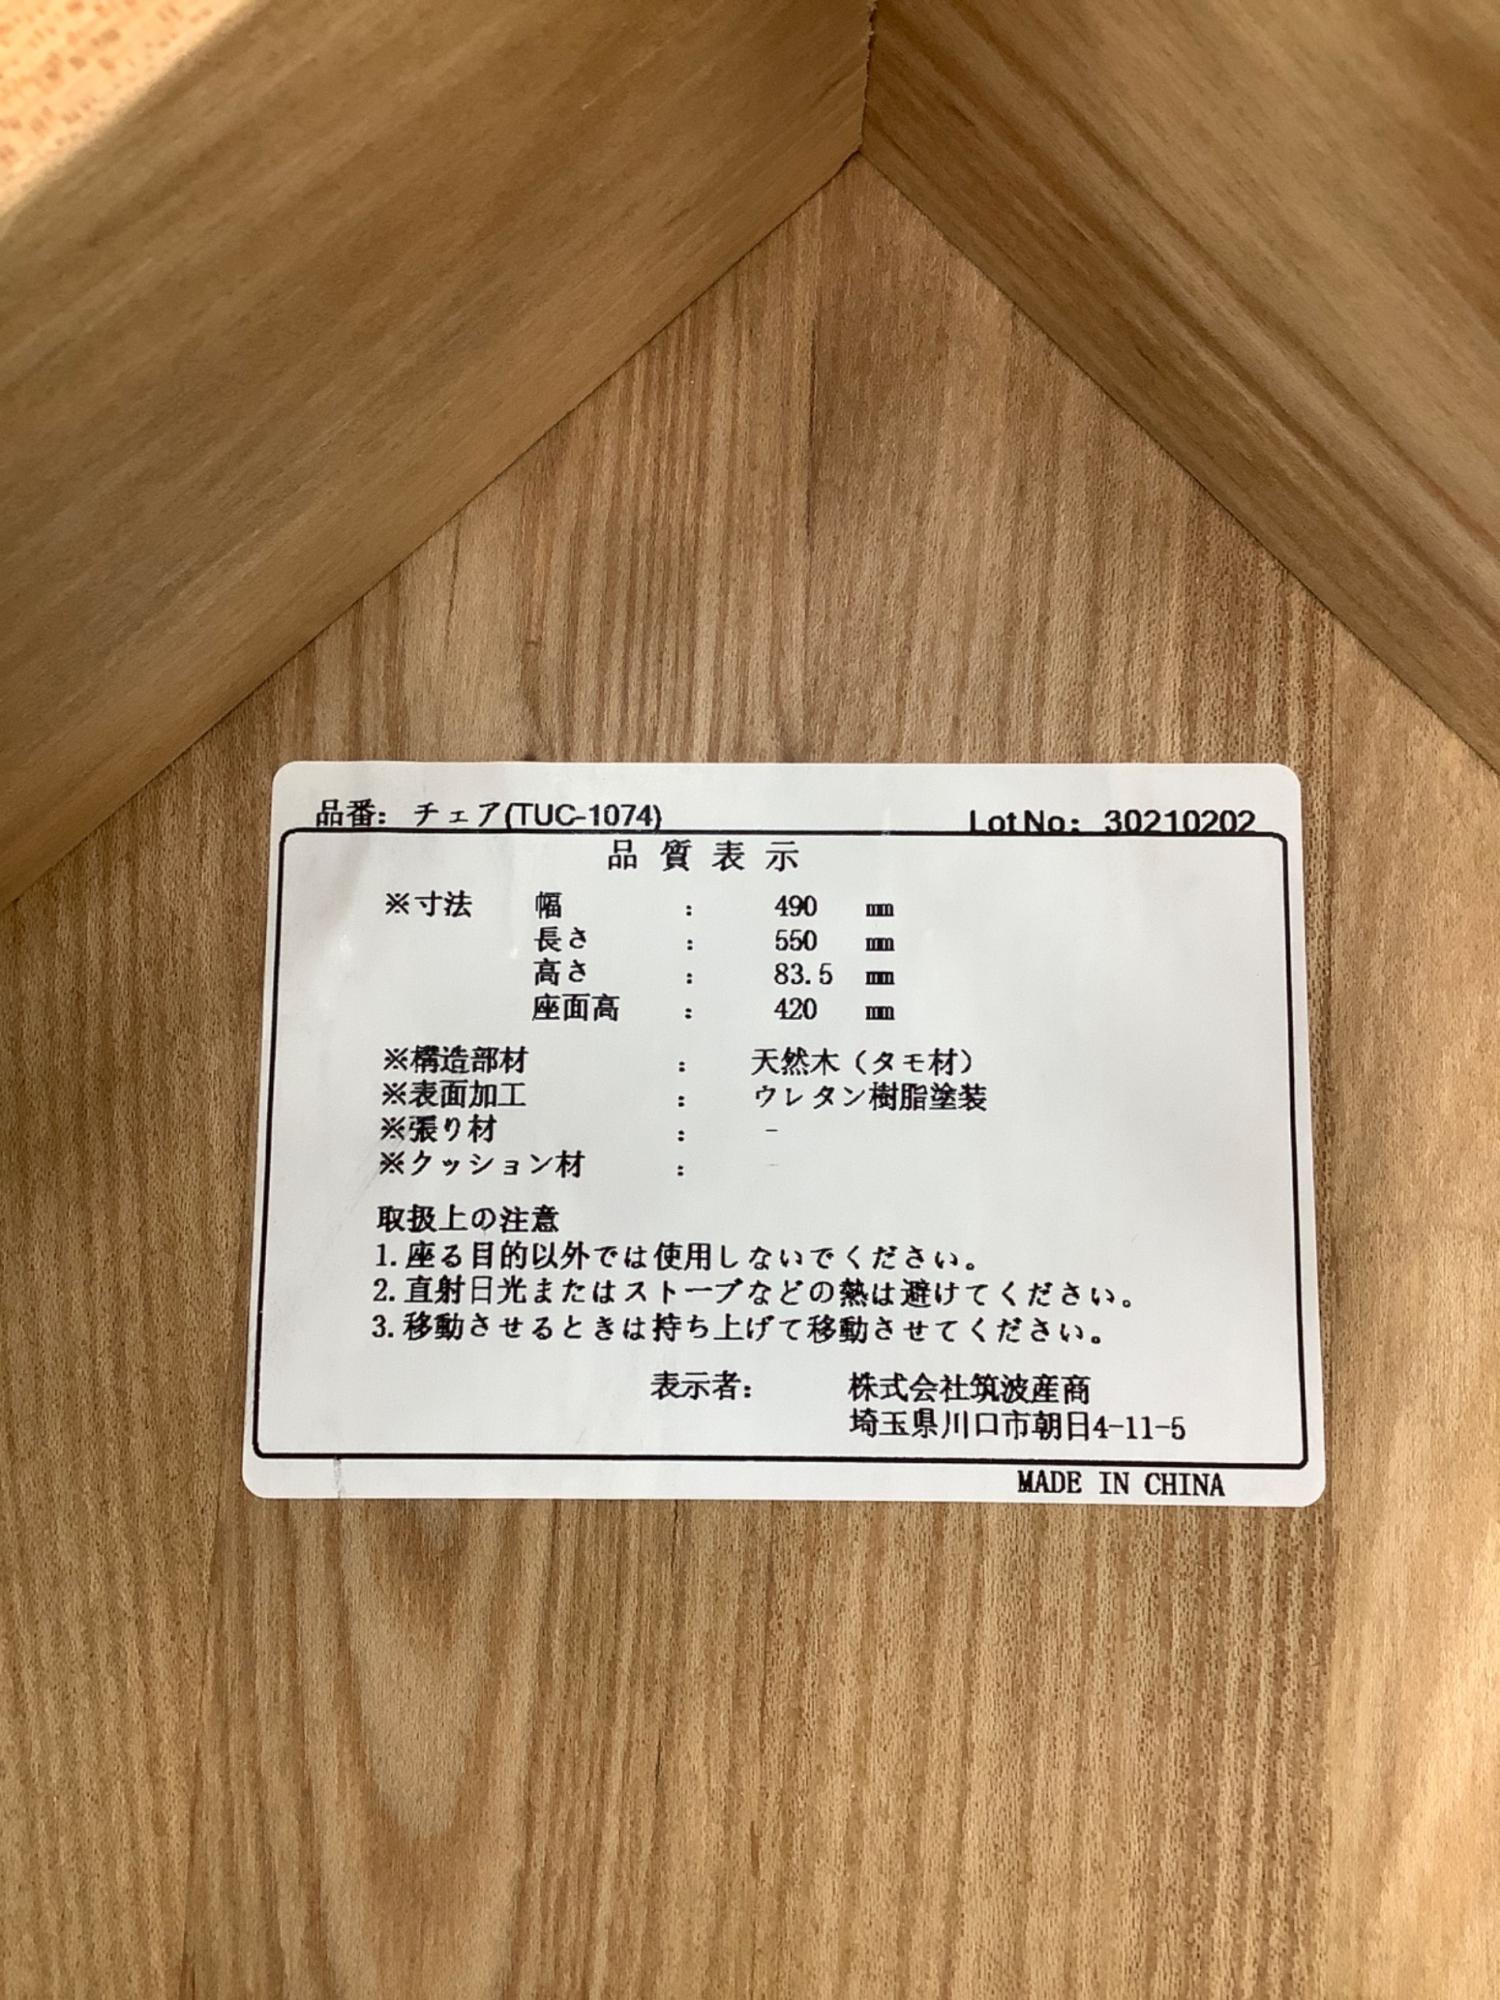 品番：チェア(TUC-1074) Lot No：30210202
品質表示
※寸法 幅 ： 490 mm
長さ ： 550 mm
高さ ： 83.5 mm
座面高 ： 420 mm
※構造部材 ： 天然木（タモ材）
※表面加工 ： ウレタン樹脂塗装
※張り材 ： －
※クッション材 ： －
取扱上の注意
1.座る目的以外では使用しないでください。
2.直射日光またはストーブなどの熱は避けてください。
3.移動させるときは持ち上げて移動させてください。
表示者： 株式会社筑波産商
埼玉県川口市朝日4-11-5
MADE IN CHINA